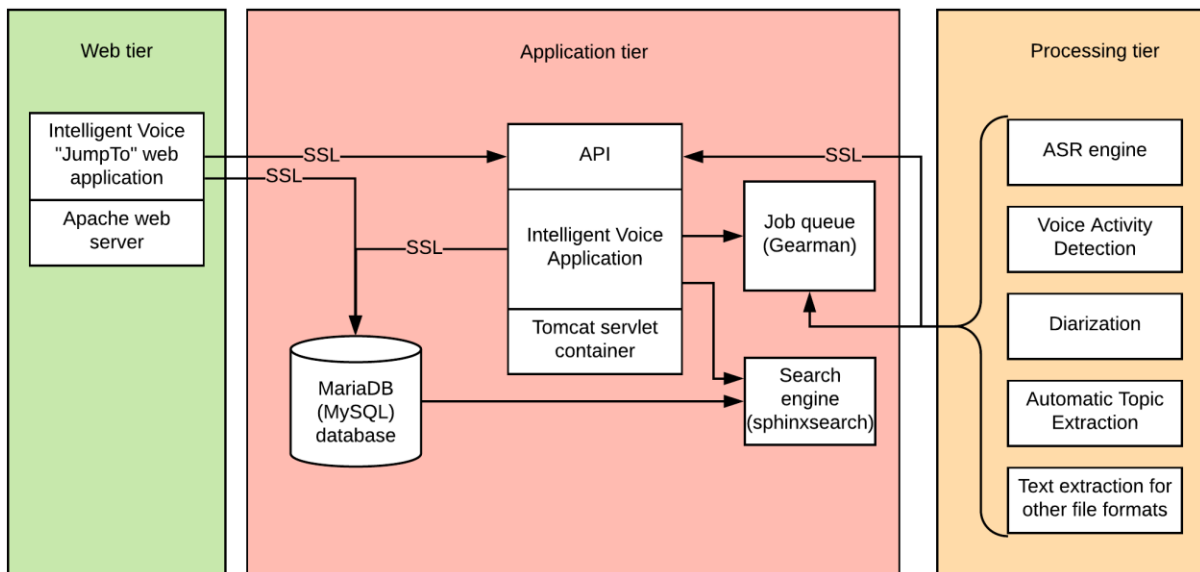 Web tier
Application tier
Processing tier
Intelligent Voice
"JumpTo" web
application
Apache web
server
SSL
SSL
SSL
SSL
API
Intelligent Voice
Application
Tomcat servlet
container
Job queue
(Gearman)
MariaDB
(MySQL)
database
Search
engine
(sphinxsearch)
ASR engine
Voice Activity
Detection
Diarization
Automatic Topic
Extraction
Text extraction for
other file formats